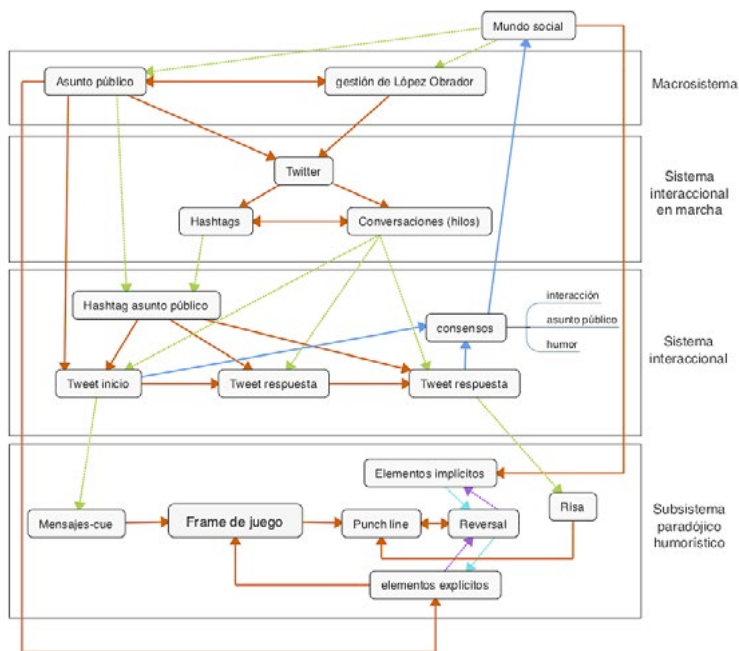 Mundo social
Asunto público
gestión de López Obrador
Macrosistema
Twitter
Hashtags
Conversaciones (hilos)
Sistema
interaccional
en marcha
Hashtag asunto público
consensos
interacción
asunto público
humor
Tweet inicio
Tweet respuesta
Tweet respuesta
Sistema
interaccional
Elementos implícitos
Mensajes-cue
Frame de juego
Punch line
Reversal
Risa
elementos explícitos
Subsistema
paradójico
humorístico